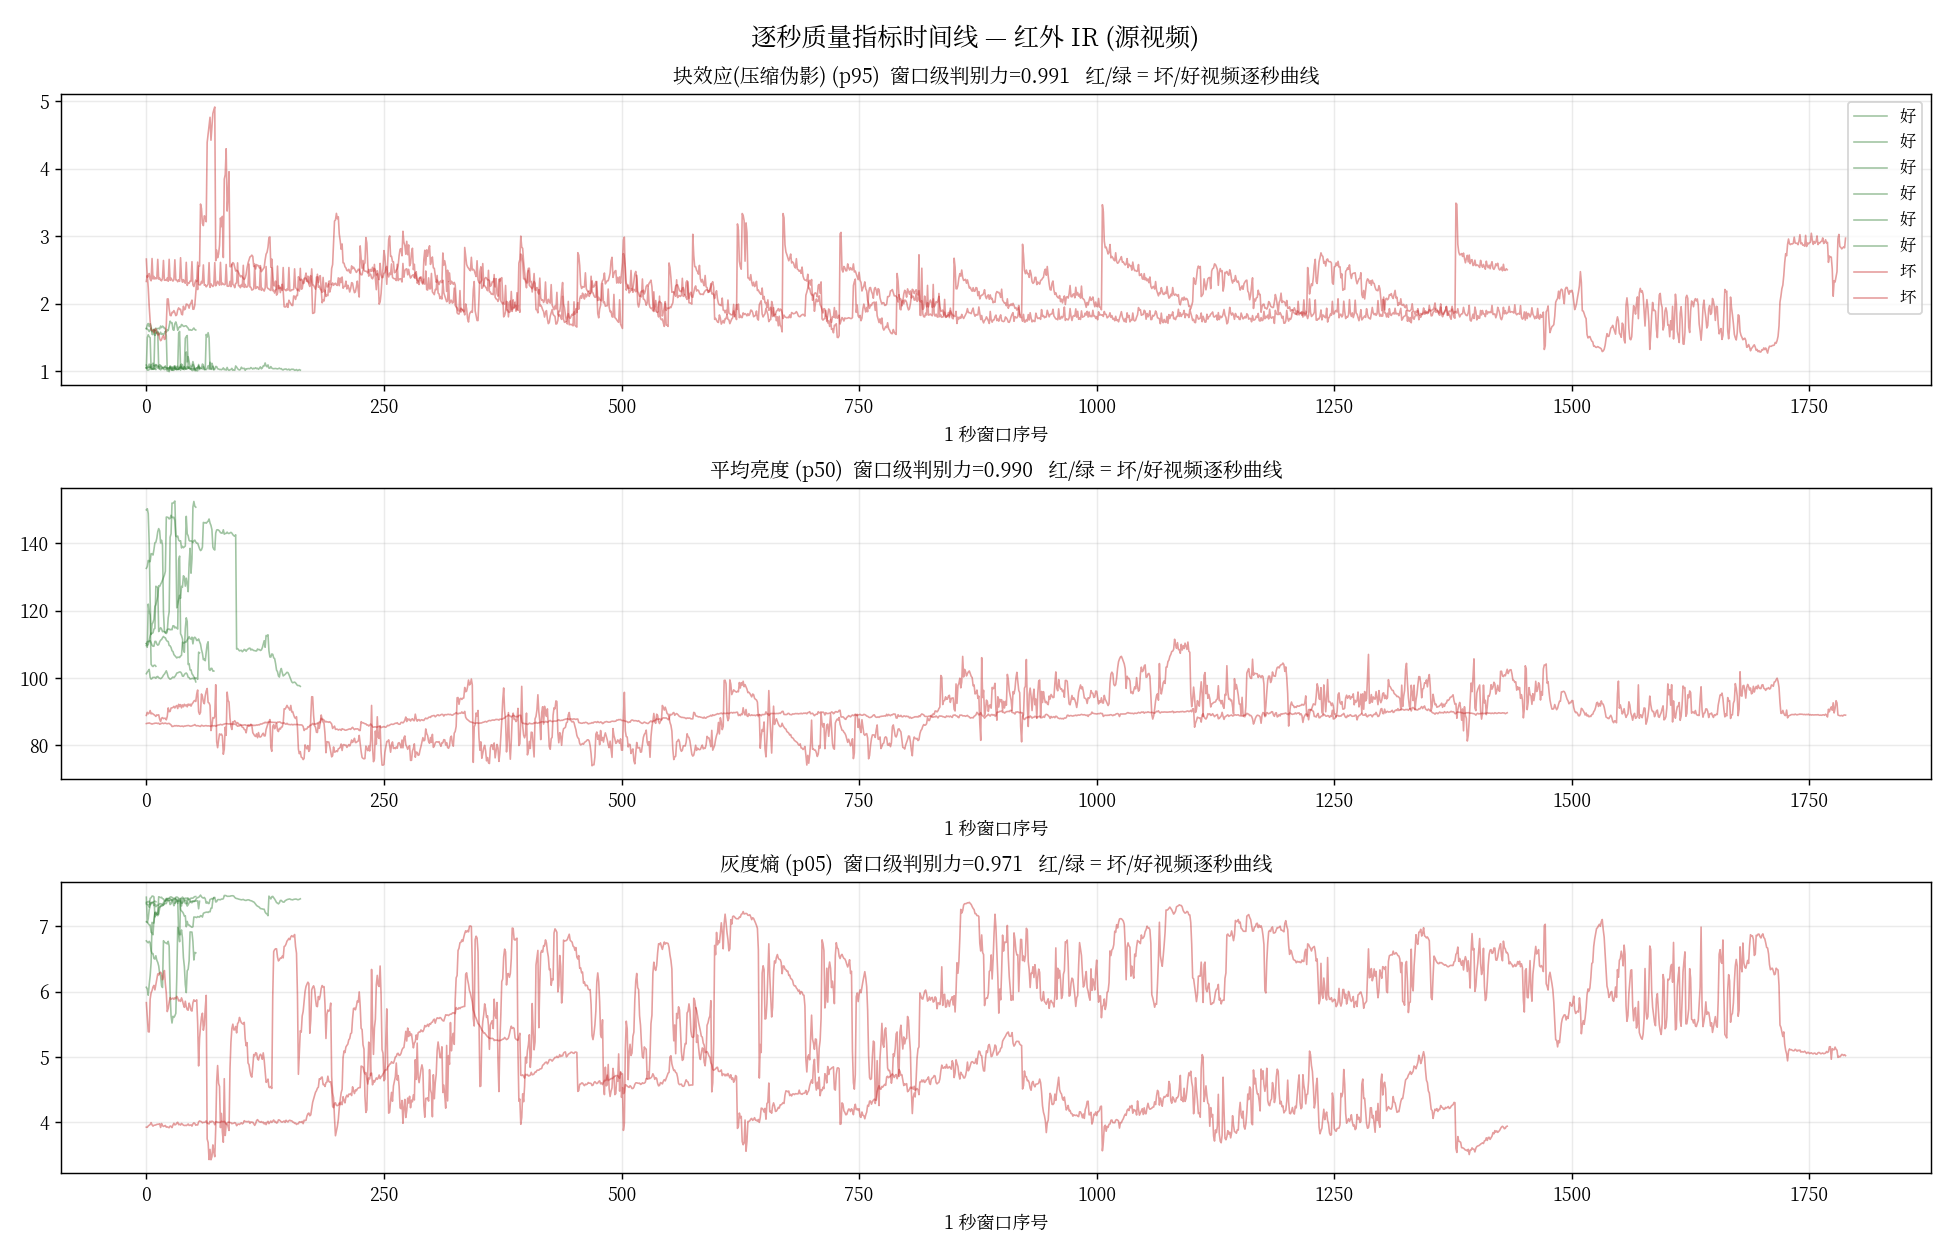 逐秒质量指标时间线 — 红外 IR (源视频)
块效应(压缩伪影) (p95)  窗口级判别力=0.991   红/绿 = 坏/好视频逐秒曲线
5
4
3
2
1
好
好
好
好
好
好
坏
坏
0 250 500 750 1000 1250 1500 1750
1 秒窗口序号
平均亮度 (p50)  窗口级判别力=0.990   红/绿 = 坏/好视频逐秒曲线
140
120
100
80
0 250 500 750 1000 1250 1500 1750
1 秒窗口序号
灰度熵 (p05)  窗口级判别力=0.971   红/绿 = 坏/好视频逐秒曲线
7
6
5
4
0 250 500 750 1000 1250 1500 1750
1 秒窗口序号